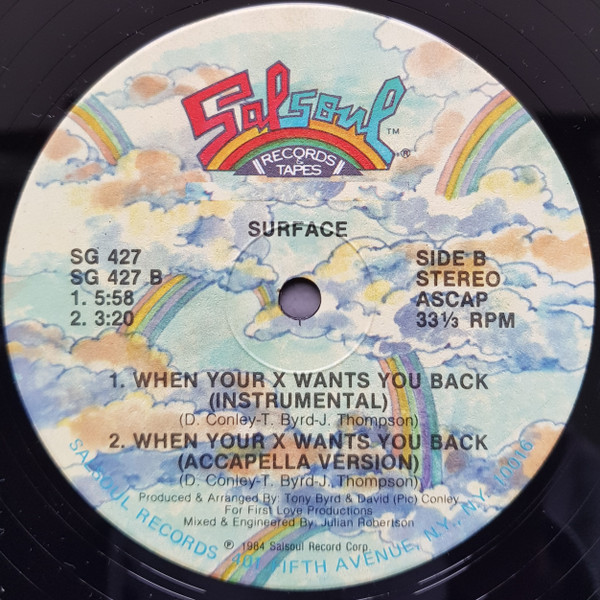 Salsoul ™
RECORDS
&
TAPES ®
SURFACE
SG 427
SG 427 B
1. 5:58
2. 3:20
SIDE B
STEREO
ASCAP
33⅓ RPM
1. WHEN YOUR X WANTS YOU BACK
(INSTRUMENTAL)
(D. Conley-T. Byrd-J. Thompson)
2. WHEN YOUR X WANTS YOU BACK
(ACCAPELLA VERSION)
(D. Conley-T. Byrd-J. Thompson)
Produced & Arranged By: Tony Byrd & David (Pic) Conley
For First Love Productions
Mixed & Engineered By: Julian Robertson
℗ 1984 Salsoul Record Corp.
SALSOUL RECORDS 401 FIFTH AVENUE, N.Y., N.Y. 10016